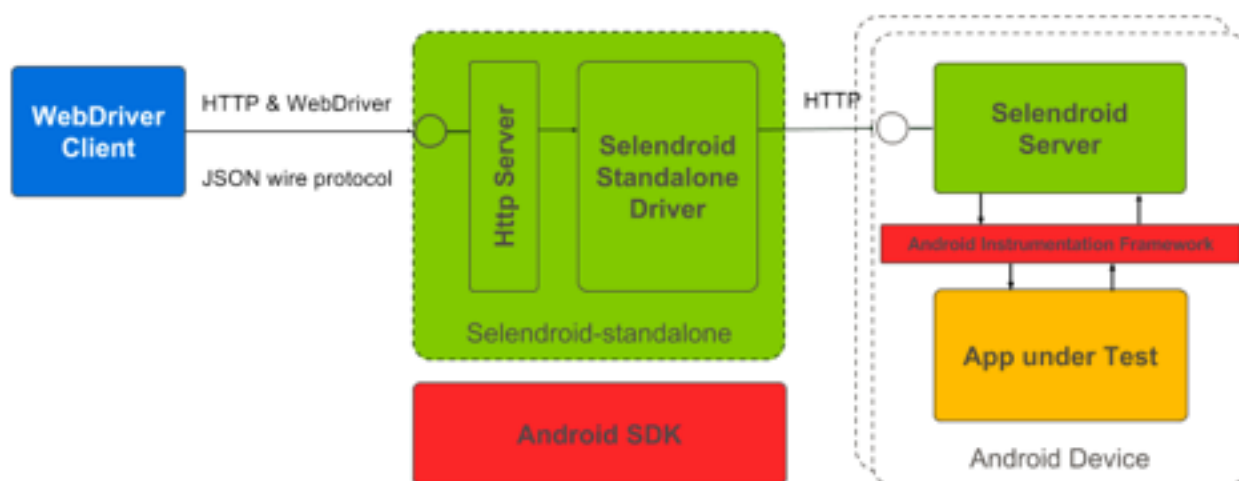 WebDriver
Client
HTTP & WebDriver
JSON wire protocol
Http Server
Selendroid
Standalone
Driver
Selendroid-standalone
Android SDK
HTTP
Selendroid
Server
Android Instrumentation Framework
App under Test
Android Device